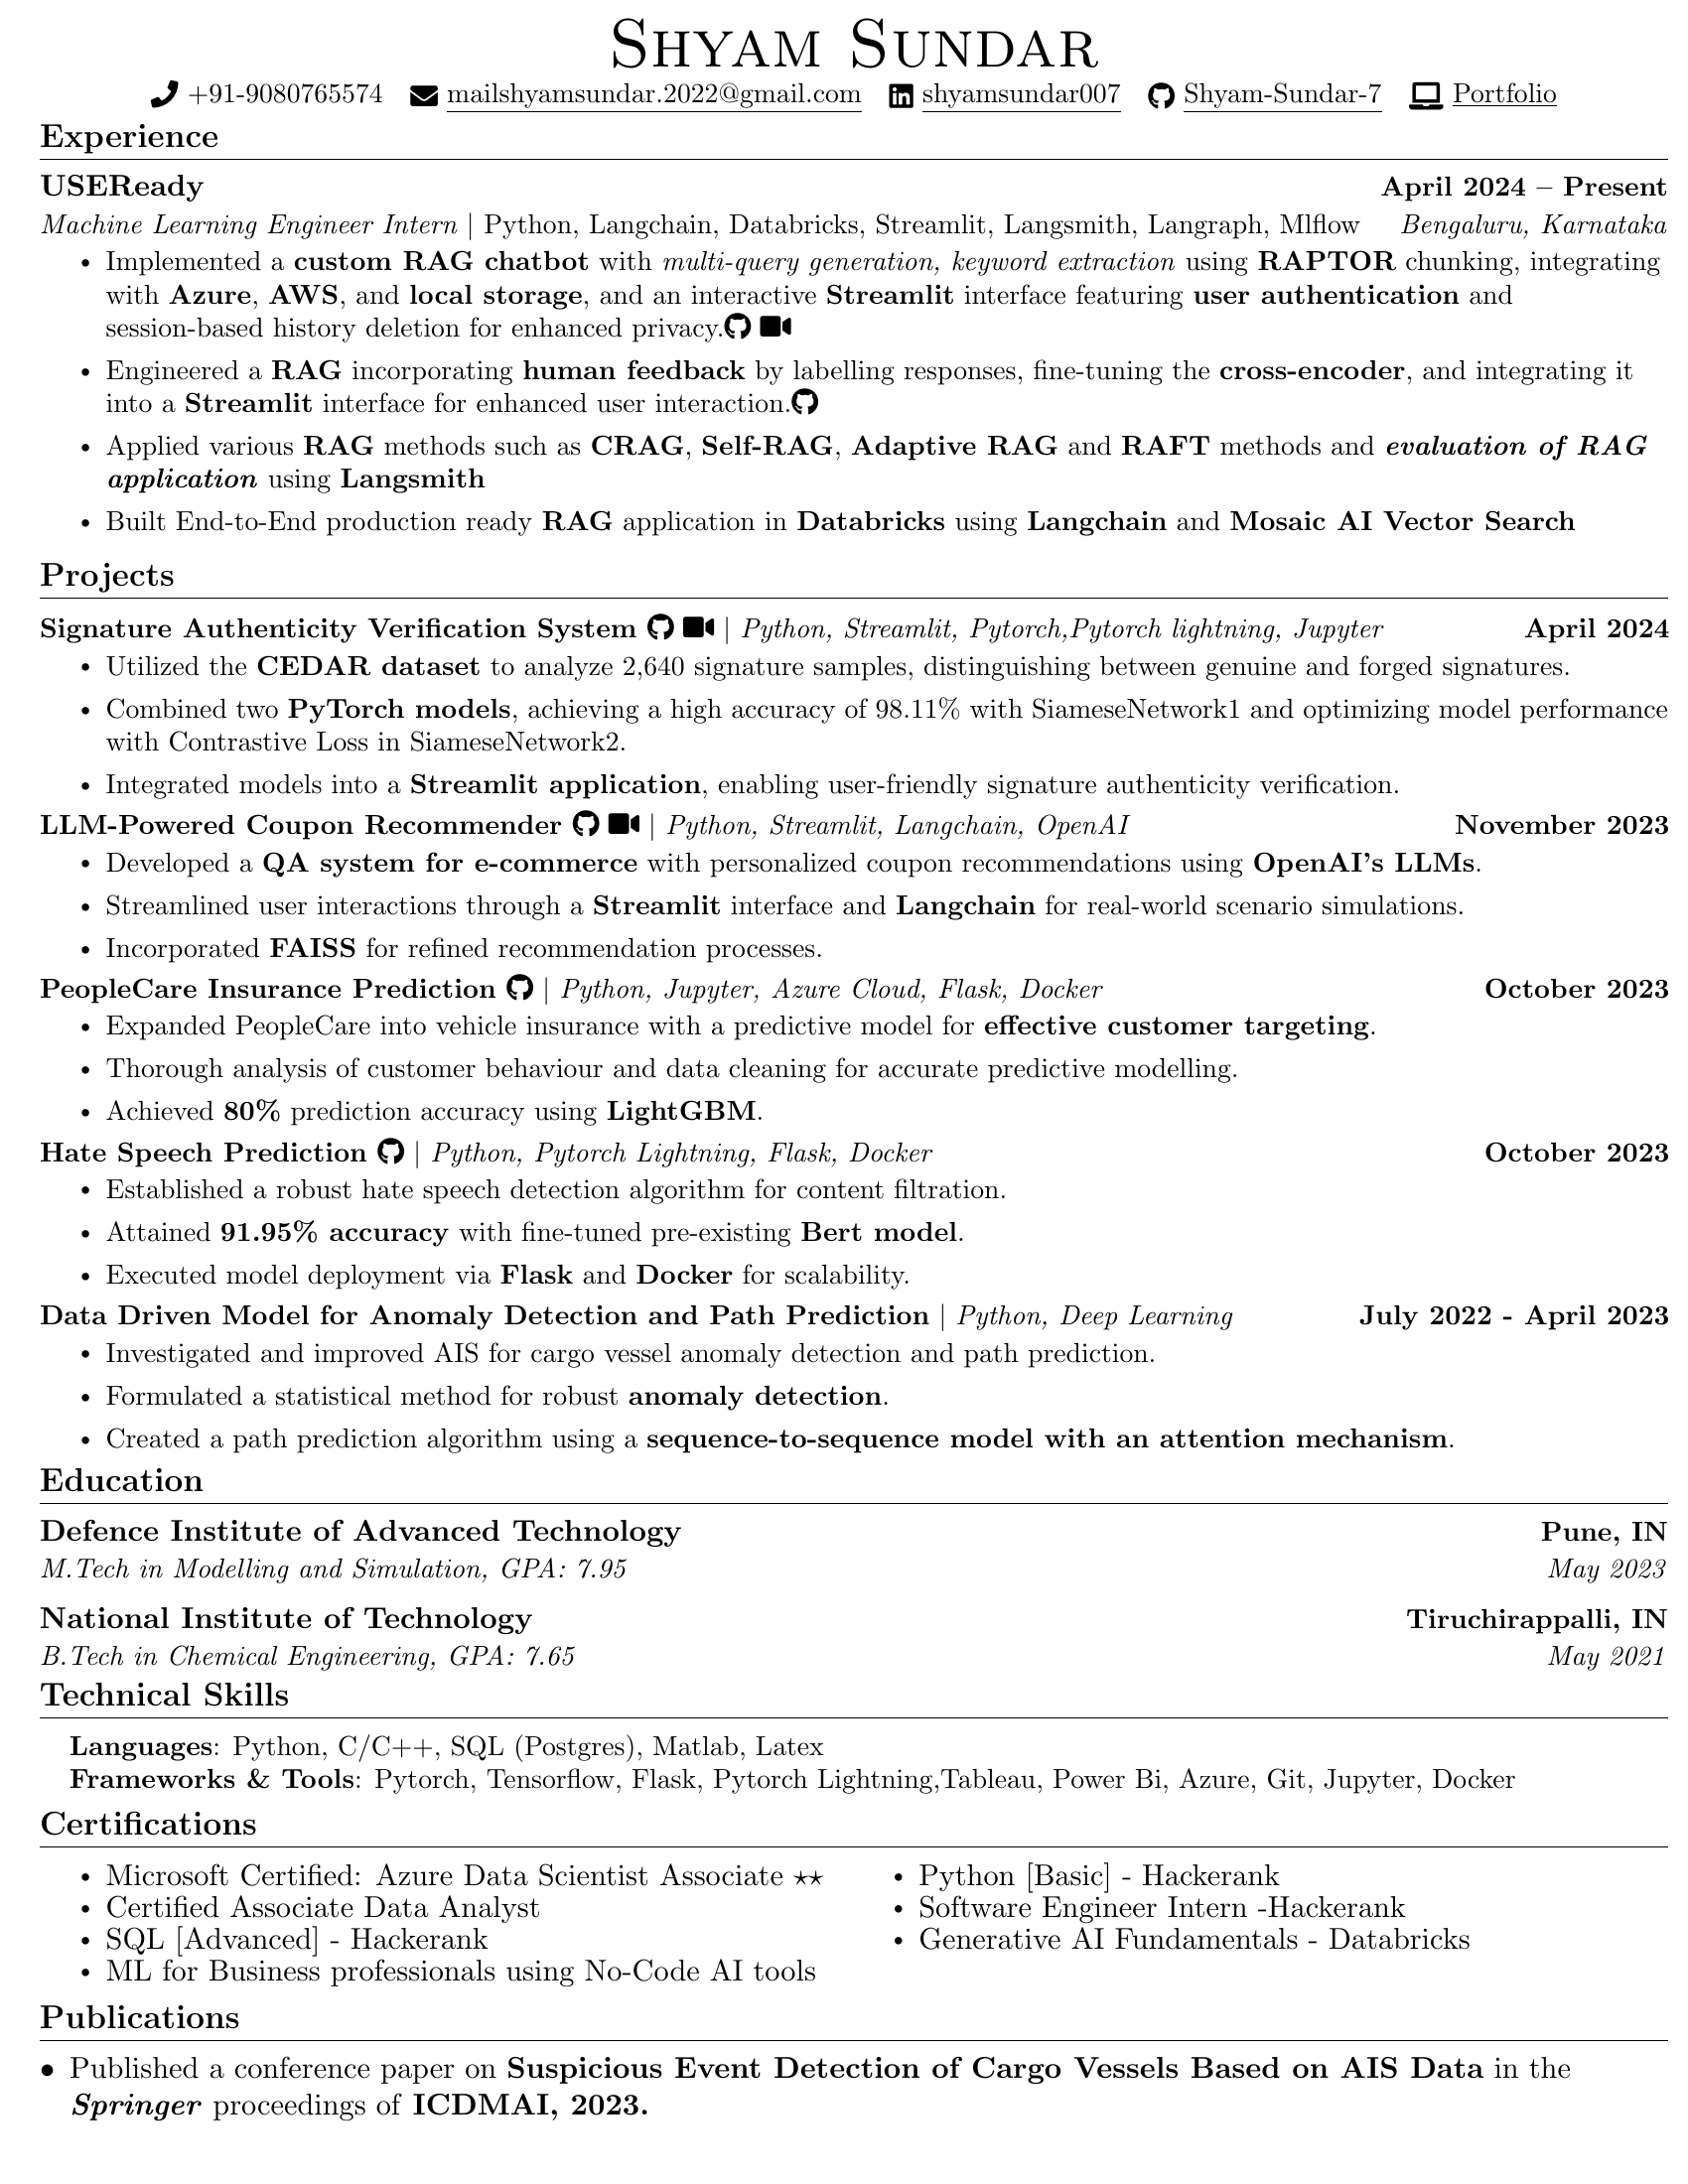 Shyam Sundar
+91-9080765574 mailshyamsundar.2022@gmail.com shyamsundar007 Shyam-Sundar-7 Portfolio
Experience
USEReady April 2024 – Present
Machine Learning Engineer Intern | Python, Langchain, Databricks, Streamlit, Langsmith, Langraph, Mlflow Bengaluru, Karnataka
• Implemented a custom RAG chatbot with multi-query generation, keyword extraction using RAPTOR chunking, integrating
with Azure, AWS, and local storage, and an interactive Streamlit interface featuring user authentication and
session-based history deletion for enhanced privacy.
• Engineered a RAG incorporating human feedback by labelling responses, fine-tuning the cross-encoder, and integrating it
into a Streamlit interface for enhanced user interaction.
• Applied various RAG methods such as CRAG, Self-RAG, Adaptive RAG and RAFT methods and evaluation of RAG
application using Langsmith
• Built End-to-End production ready RAG application in Databricks using Langchain and Mosaic AI Vector Search
Projects
Signature Authenticity Verification System | Python, Streamlit, Pytorch,Pytorch lightning, Jupyter April 2024
• Utilized the CEDAR dataset to analyze 2,640 signature samples, distinguishing between genuine and forged signatures.
• Combined two PyTorch models, achieving a high accuracy of 98.11% with SiameseNetwork1 and optimizing model performance
with Contrastive Loss in SiameseNetwork2.
• Integrated models into a Streamlit application, enabling user-friendly signature authenticity verification.
LLM-Powered Coupon Recommender | Python, Streamlit, Langchain, OpenAI November 2023
• Developed a QA system for e-commerce with personalized coupon recommendations using OpenAI's LLMs.
• Streamlined user interactions through a Streamlit interface and Langchain for real-world scenario simulations.
• Incorporated FAISS for refined recommendation processes.
PeopleCare Insurance Prediction | Python, Jupyter, Azure Cloud, Flask, Docker October 2023
• Expanded PeopleCare into vehicle insurance with a predictive model for effective customer targeting.
• Thorough analysis of customer behaviour and data cleaning for accurate predictive modelling.
• Achieved 80% prediction accuracy using LightGBM.
Hate Speech Prediction | Python, Pytorch Lightning, Flask, Docker October 2023
• Established a robust hate speech detection algorithm for content filtration.
• Attained 91.95% accuracy with fine-tuned pre-existing Bert model.
• Executed model deployment via Flask and Docker for scalability.
Data Driven Model for Anomaly Detection and Path Prediction | Python, Deep Learning July 2022 - April 2023
• Investigated and improved AIS for cargo vessel anomaly detection and path prediction.
• Formulated a statistical method for robust anomaly detection.
• Created a path prediction algorithm using a sequence-to-sequence model with an attention mechanism.
Education
Defence Institute of Advanced Technology Pune, IN
M.Tech in Modelling and Simulation, GPA: 7.95 May 2023
National Institute of Technology Tiruchirappalli, IN
B.Tech in Chemical Engineering, GPA: 7.65 May 2021
Technical Skills
Languages: Python, C/C++, SQL (Postgres), Matlab, Latex
Frameworks & Tools: Pytorch, Tensorflow, Flask, Pytorch Lightning,Tableau, Power Bi, Azure, Git, Jupyter, Docker
Certifications
• Microsoft Certified: Azure Data Scientist Associate ⋆⋆
• Certified Associate Data Analyst
• SQL [Advanced] - Hackerank
• ML for Business professionals using No-Code AI tools
• Python [Basic] - Hackerank
• Software Engineer Intern -Hackerank
• Generative AI Fundamentals - Databricks
Publications
• Published a conference paper on Suspicious Event Detection of Cargo Vessels Based on AIS Data in the
Springer proceedings of ICDMAI, 2023.